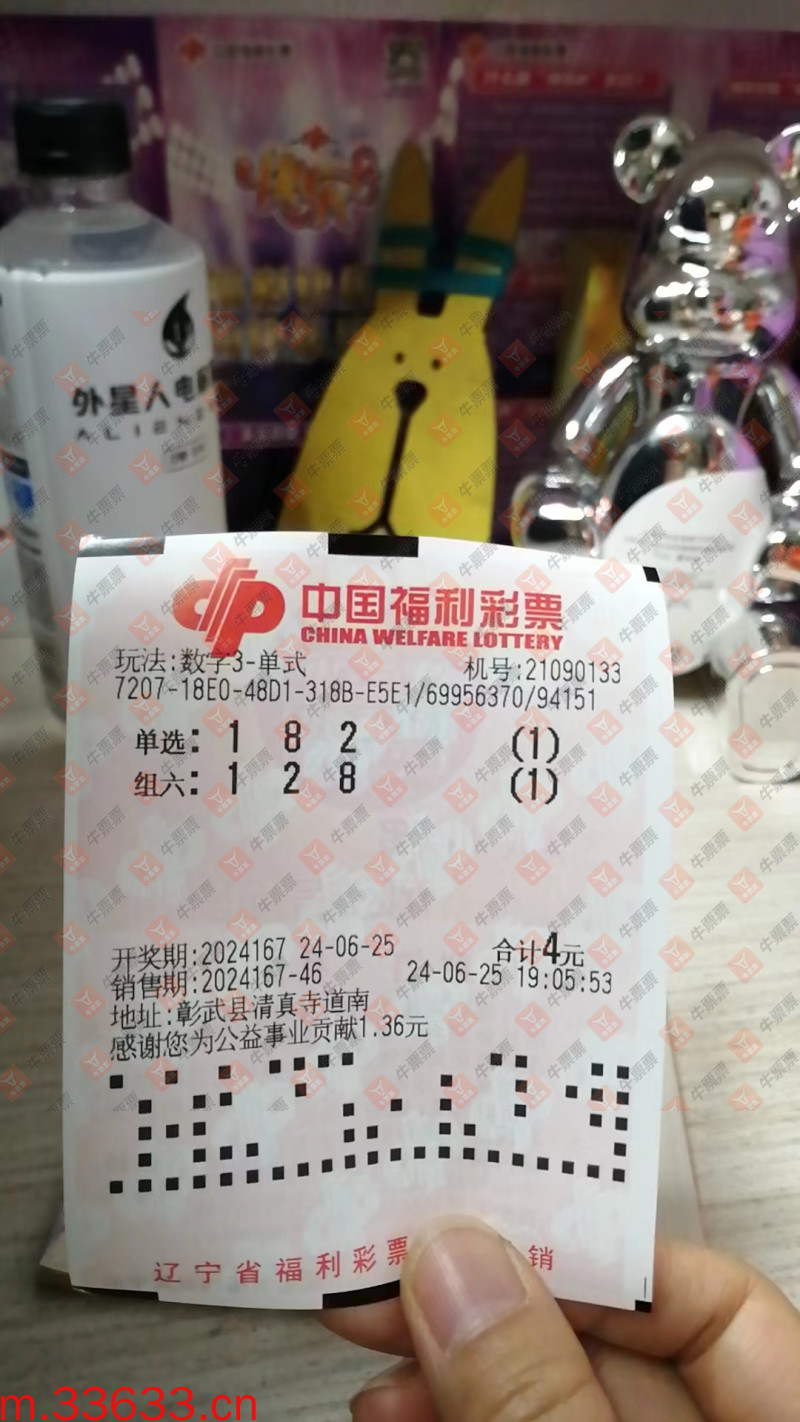 外星人电
ALIEN
中国福利彩票
CHINA WELFARE LOTTERY
玩法:数字3-单式 机号:21090133
7207-18E0-48D1-318B-E5E1/69956370/94151
单选: 1 8 2 (1)
组六: 1 2 8 (1)
开奖期:2024167 24-06-25 合计4元
销售期:2024167-46 24-06-25 19:05:53
地址:彰武县清真寺道南
感谢您为公益事业贡献1.36元
辽宁省福利彩票 销
牛票票
m.33633.cn